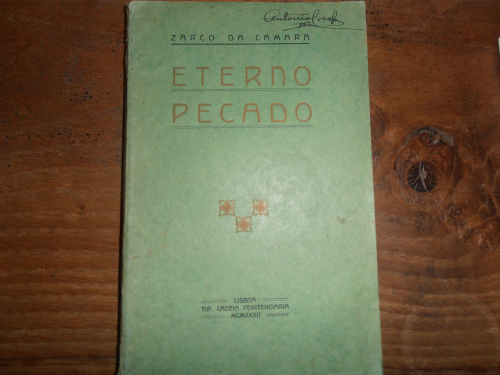 ZARCO DA CAMARA
ETERNO
PECADO
LISBOA
TIP. CADEIA PENITENCIARIA
MCMXXXII